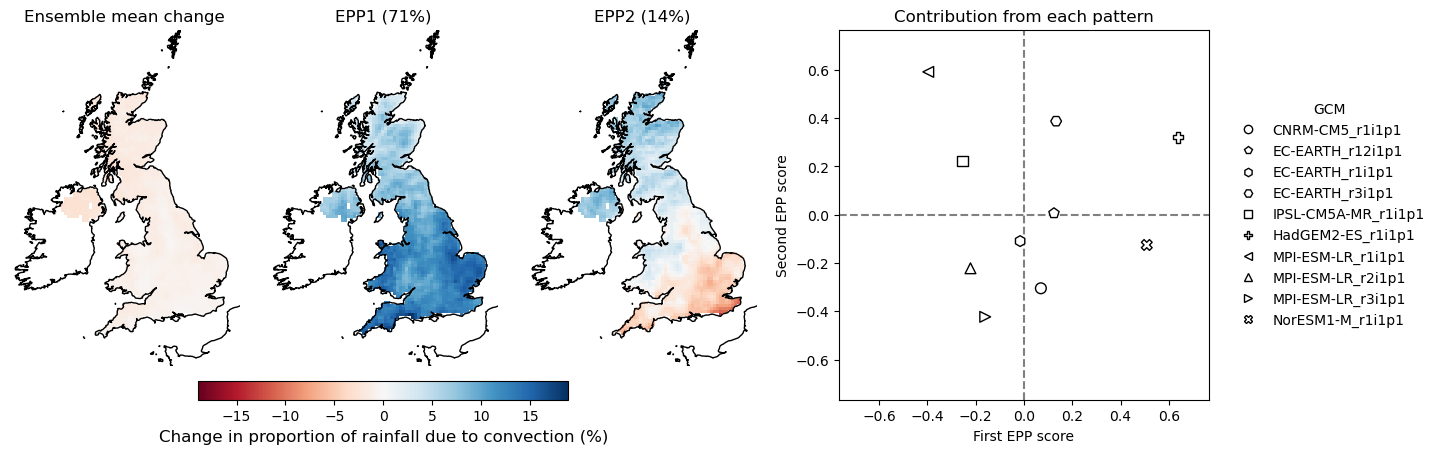 Ensemble mean change
EPP1 (71%)
EPP2 (14%)
Contribution from each pattern
−15 −10 −5 0 5 10 15
Change in proportion of rainfall due to convection (%)
Second EPP score
0.6
0.4
0.2
0.0
−0.2
−0.4
−0.6
−0.6 −0.4 −0.2 0.0 0.2 0.4 0.6
First EPP score
GCM
CNRM-CM5_r1i1p1
EC-EARTH_r12i1p1
EC-EARTH_r1i1p1
EC-EARTH_r3i1p1
IPSL-CM5A-MR_r1i1p1
HadGEM2-ES_r1i1p1
MPI-ESM-LR_r1i1p1
MPI-ESM-LR_r2i1p1
MPI-ESM-LR_r3i1p1
NorESM1-M_r1i1p1